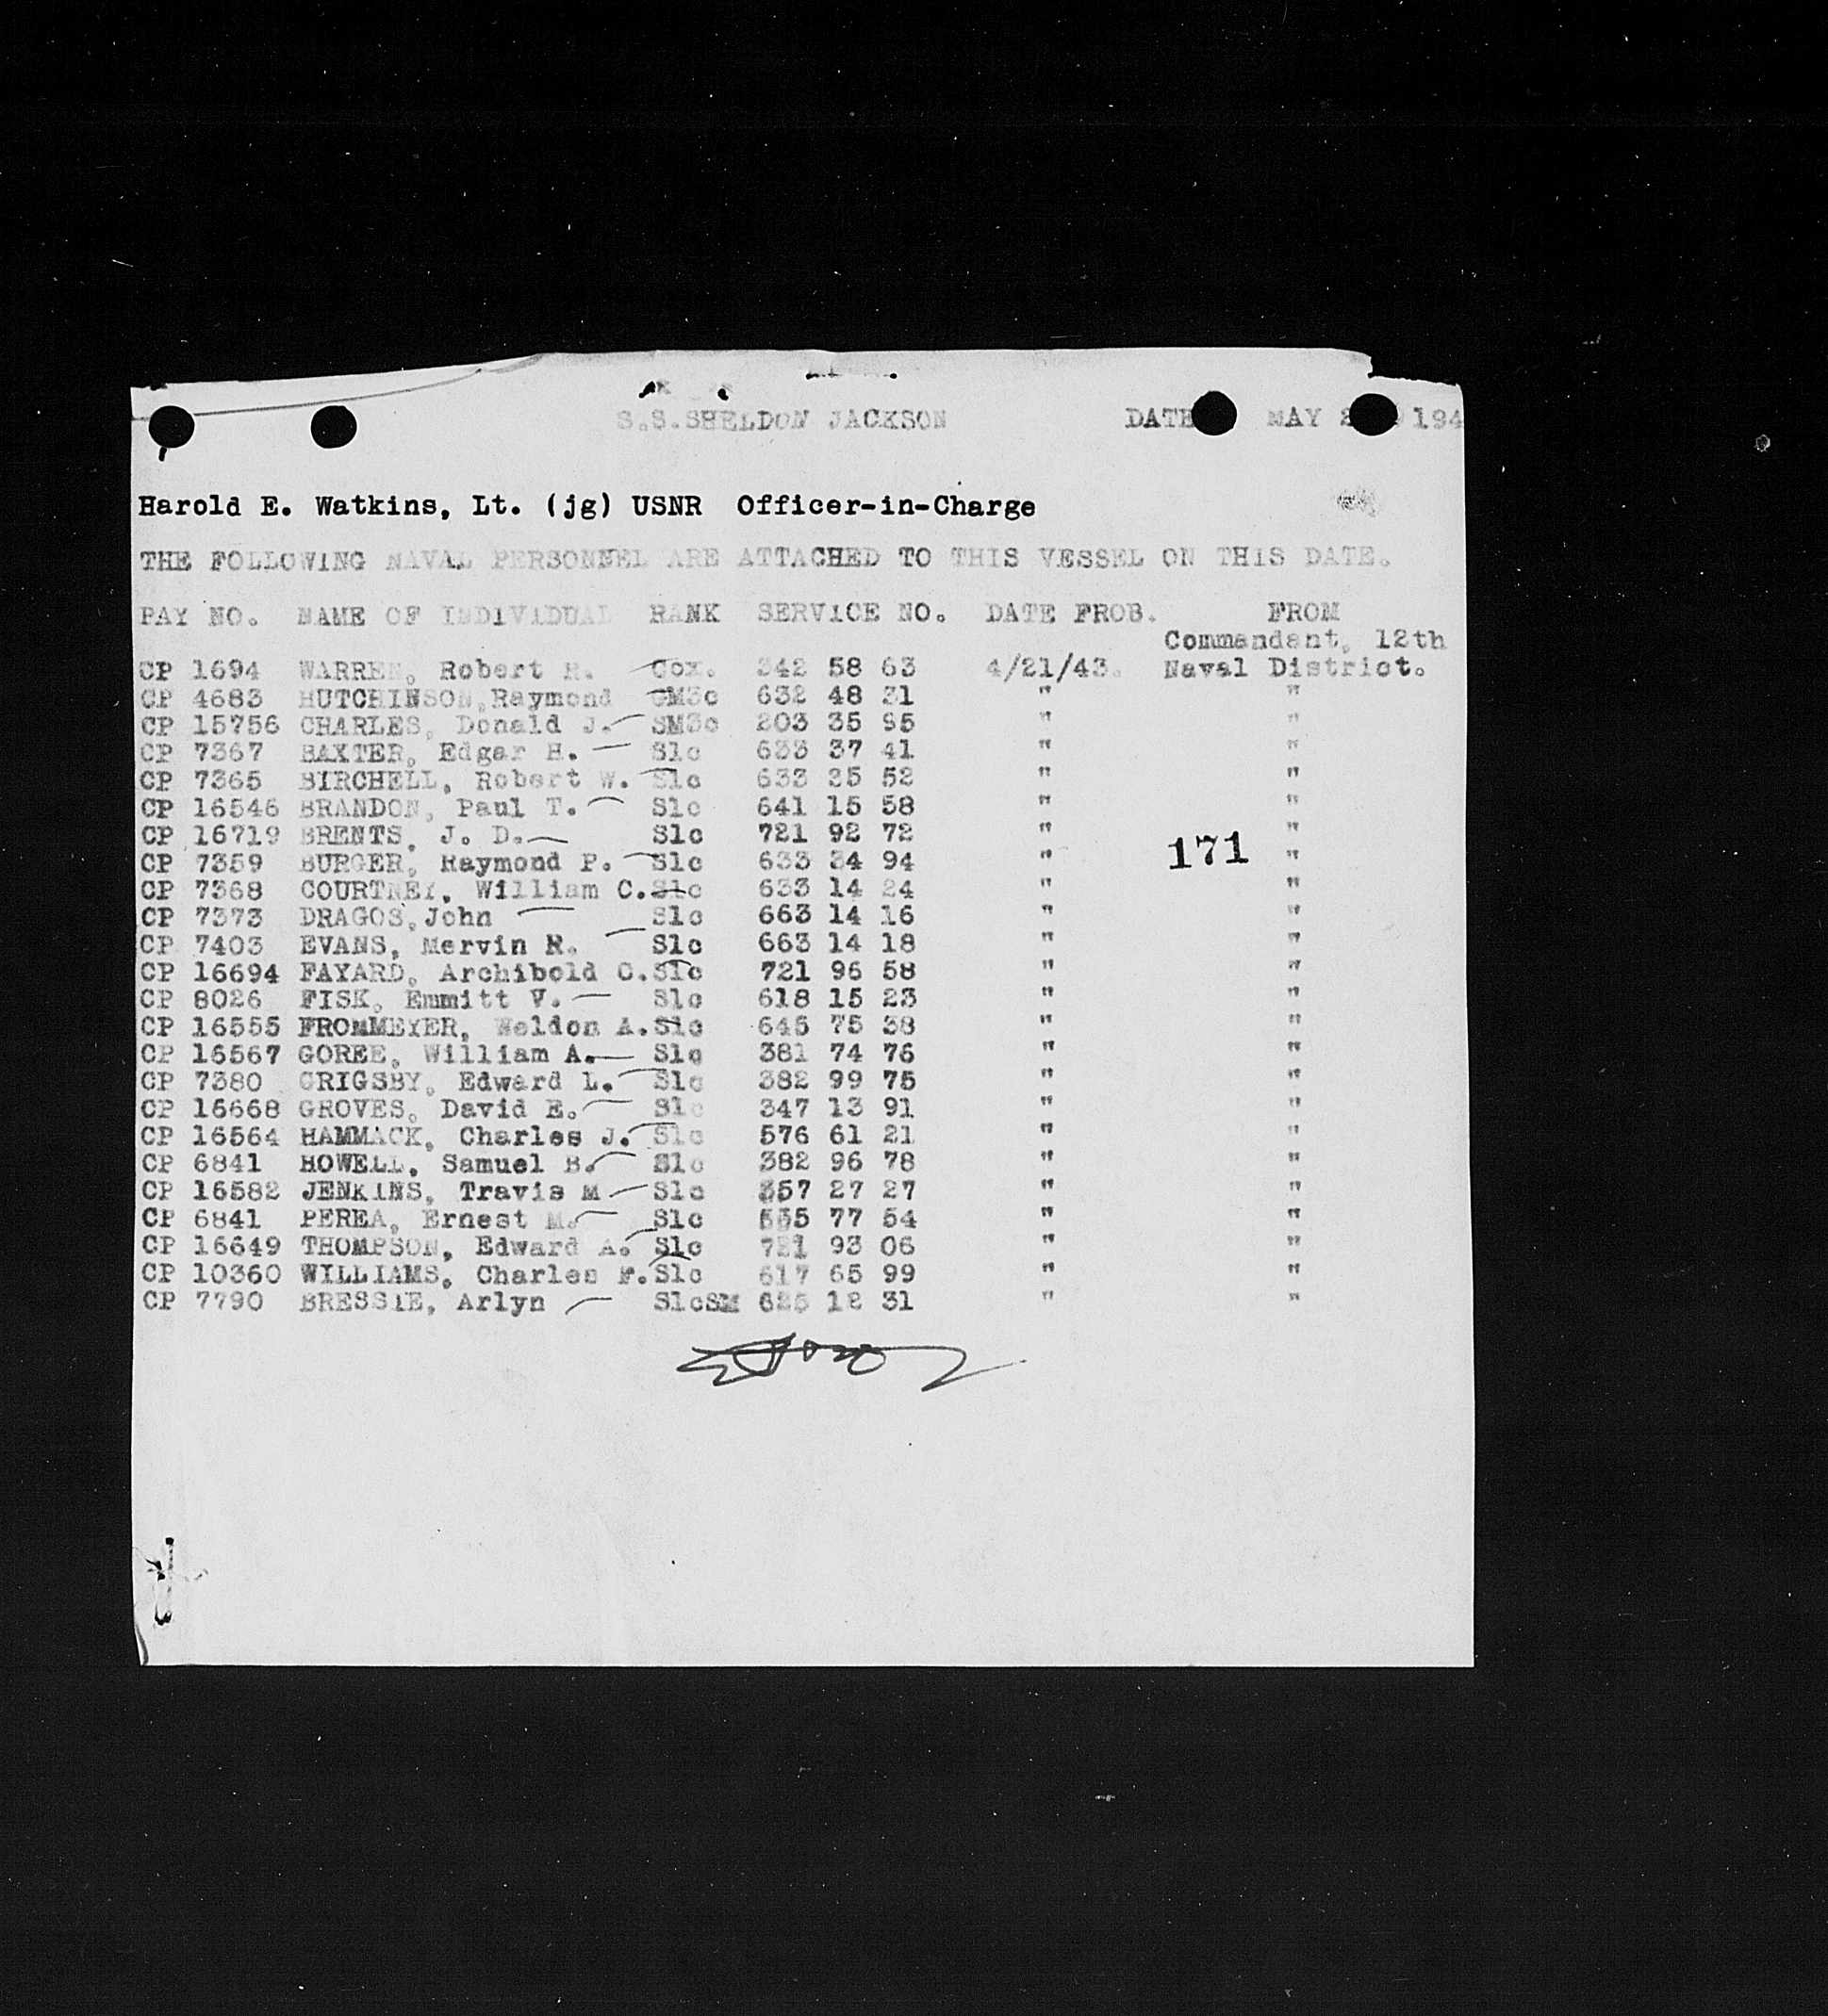 S.S.SHELDON JACKSON DATE MAY 194
Harold E. Watkins, Lt. (jg) USNR Officer-in-Charge
THE FOLLOWING NAVAL PERSONNEL ARE ATTACHED TO THIS VESSEL ON THIS DATE.
PAY NO. NAME OF INDIVIDUAL RANK SERVICE NO. DATE FROB. FROM
Commandant, 12th
CP 1694 WARREN, Robert R. Cox. 342 58 63 4/21/43. Naval District.
CP 4683 HUTCHINSON,Raymond GM3c 632 48 31 " "
CP 15756 CHARLES, Donald J. SM3c 203 35 95 " "
CP 7367 BAXTER, Edgar H. S1c 633 37 41 " "
CP 7365 BIRCHELL, Robert W. S1c 633 25 52 " "
CP 16546 BRANDON, Paul T. S1c 641 15 58 " "
CP 16719 BRENTS, J. D. S1c 721 92 72 " "
CP 7359 BURGER, Raymond P. S1c 633 34 94 " 171 "
CP 7368 COURTNEY, William C. S1c 633 14 24 " "
CP 7373 DRAGOS,John S1c 663 14 16 " "
CP 7403 EVANS, Mervin R. S1c 663 14 18 " "
CP 16694 FAYARD, Archibold C. S1c 721 96 58 " "
CP 8026 FISK, Emmitt V. S1c 618 15 23 " "
CP 16555 FROMMEYER, Weldon A. S1c 645 75 38 " "
CP 16567 GOREE, William A. S1c 381 74 76 " "
CP 7380 GRIGSBY, Edward L. S1c 382 99 75 " "
CP 16668 GROVES, David E. S1c 347 13 91 " "
CP 16564 HAMMACK, Charles J. S1c 576 61 21 " "
CP 6841 HOWELL, Samuel B. S1c 382 96 78 " "
CP 16582 JENKINS, Travis M S1c 357 27 27 " "
CP 6841 PEREA, Ernest M. S1c 555 77 54 " "
CP 16649 THOMPSON, Edward A. S1c 721 93 06 " "
CP 10360 WILLIAMS, Charles F. S1c 617 65 99 " "
CP 7790 BRESSIE, Arlyn S1cSM 625 12 31 " "